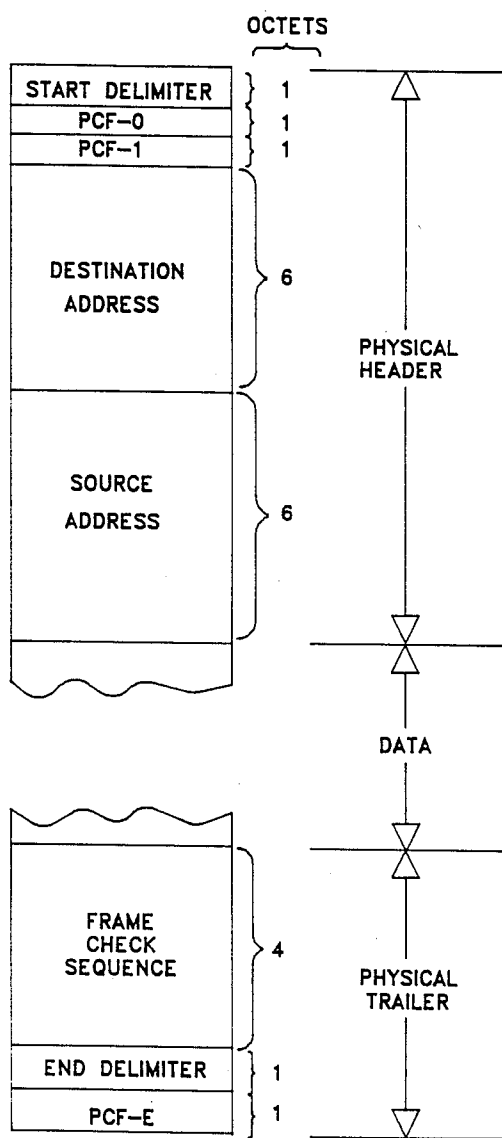 OCTETS
START DELIMITER 1
PCF-0 1
PCF-1 1
DESTINATION
ADDRESS
6
PHYSICAL
HEADER
SOURCE
ADDRESS
6
DATA
FRAME
CHECK
SEQUENCE
4
PHYSICAL
TRAILER
END DELIMITER 1
PCF-E 1